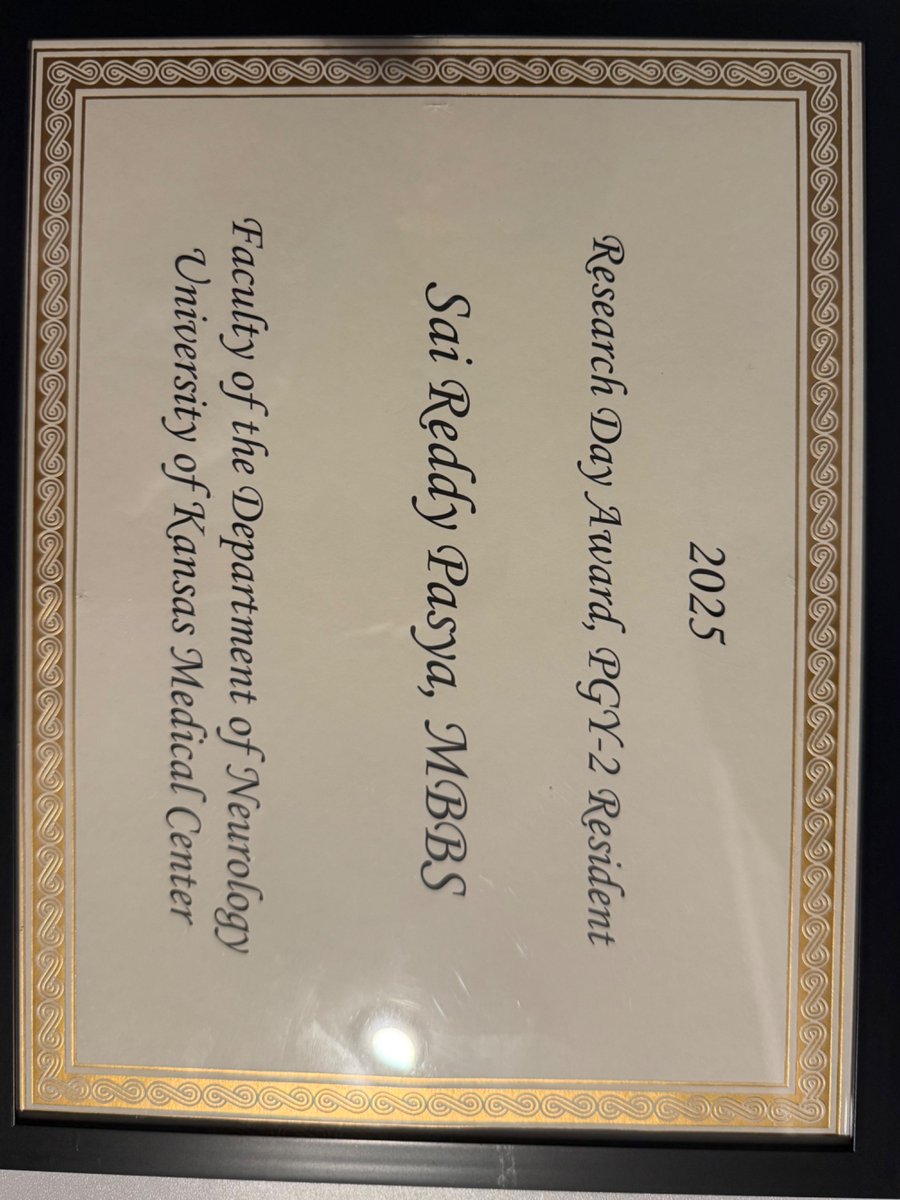 2025
Research Day Award, PGY-2 Resident
Sai Reddy Pasya, MBBS
Faculty of the Department of Neurology
University of Kansas Medical Center